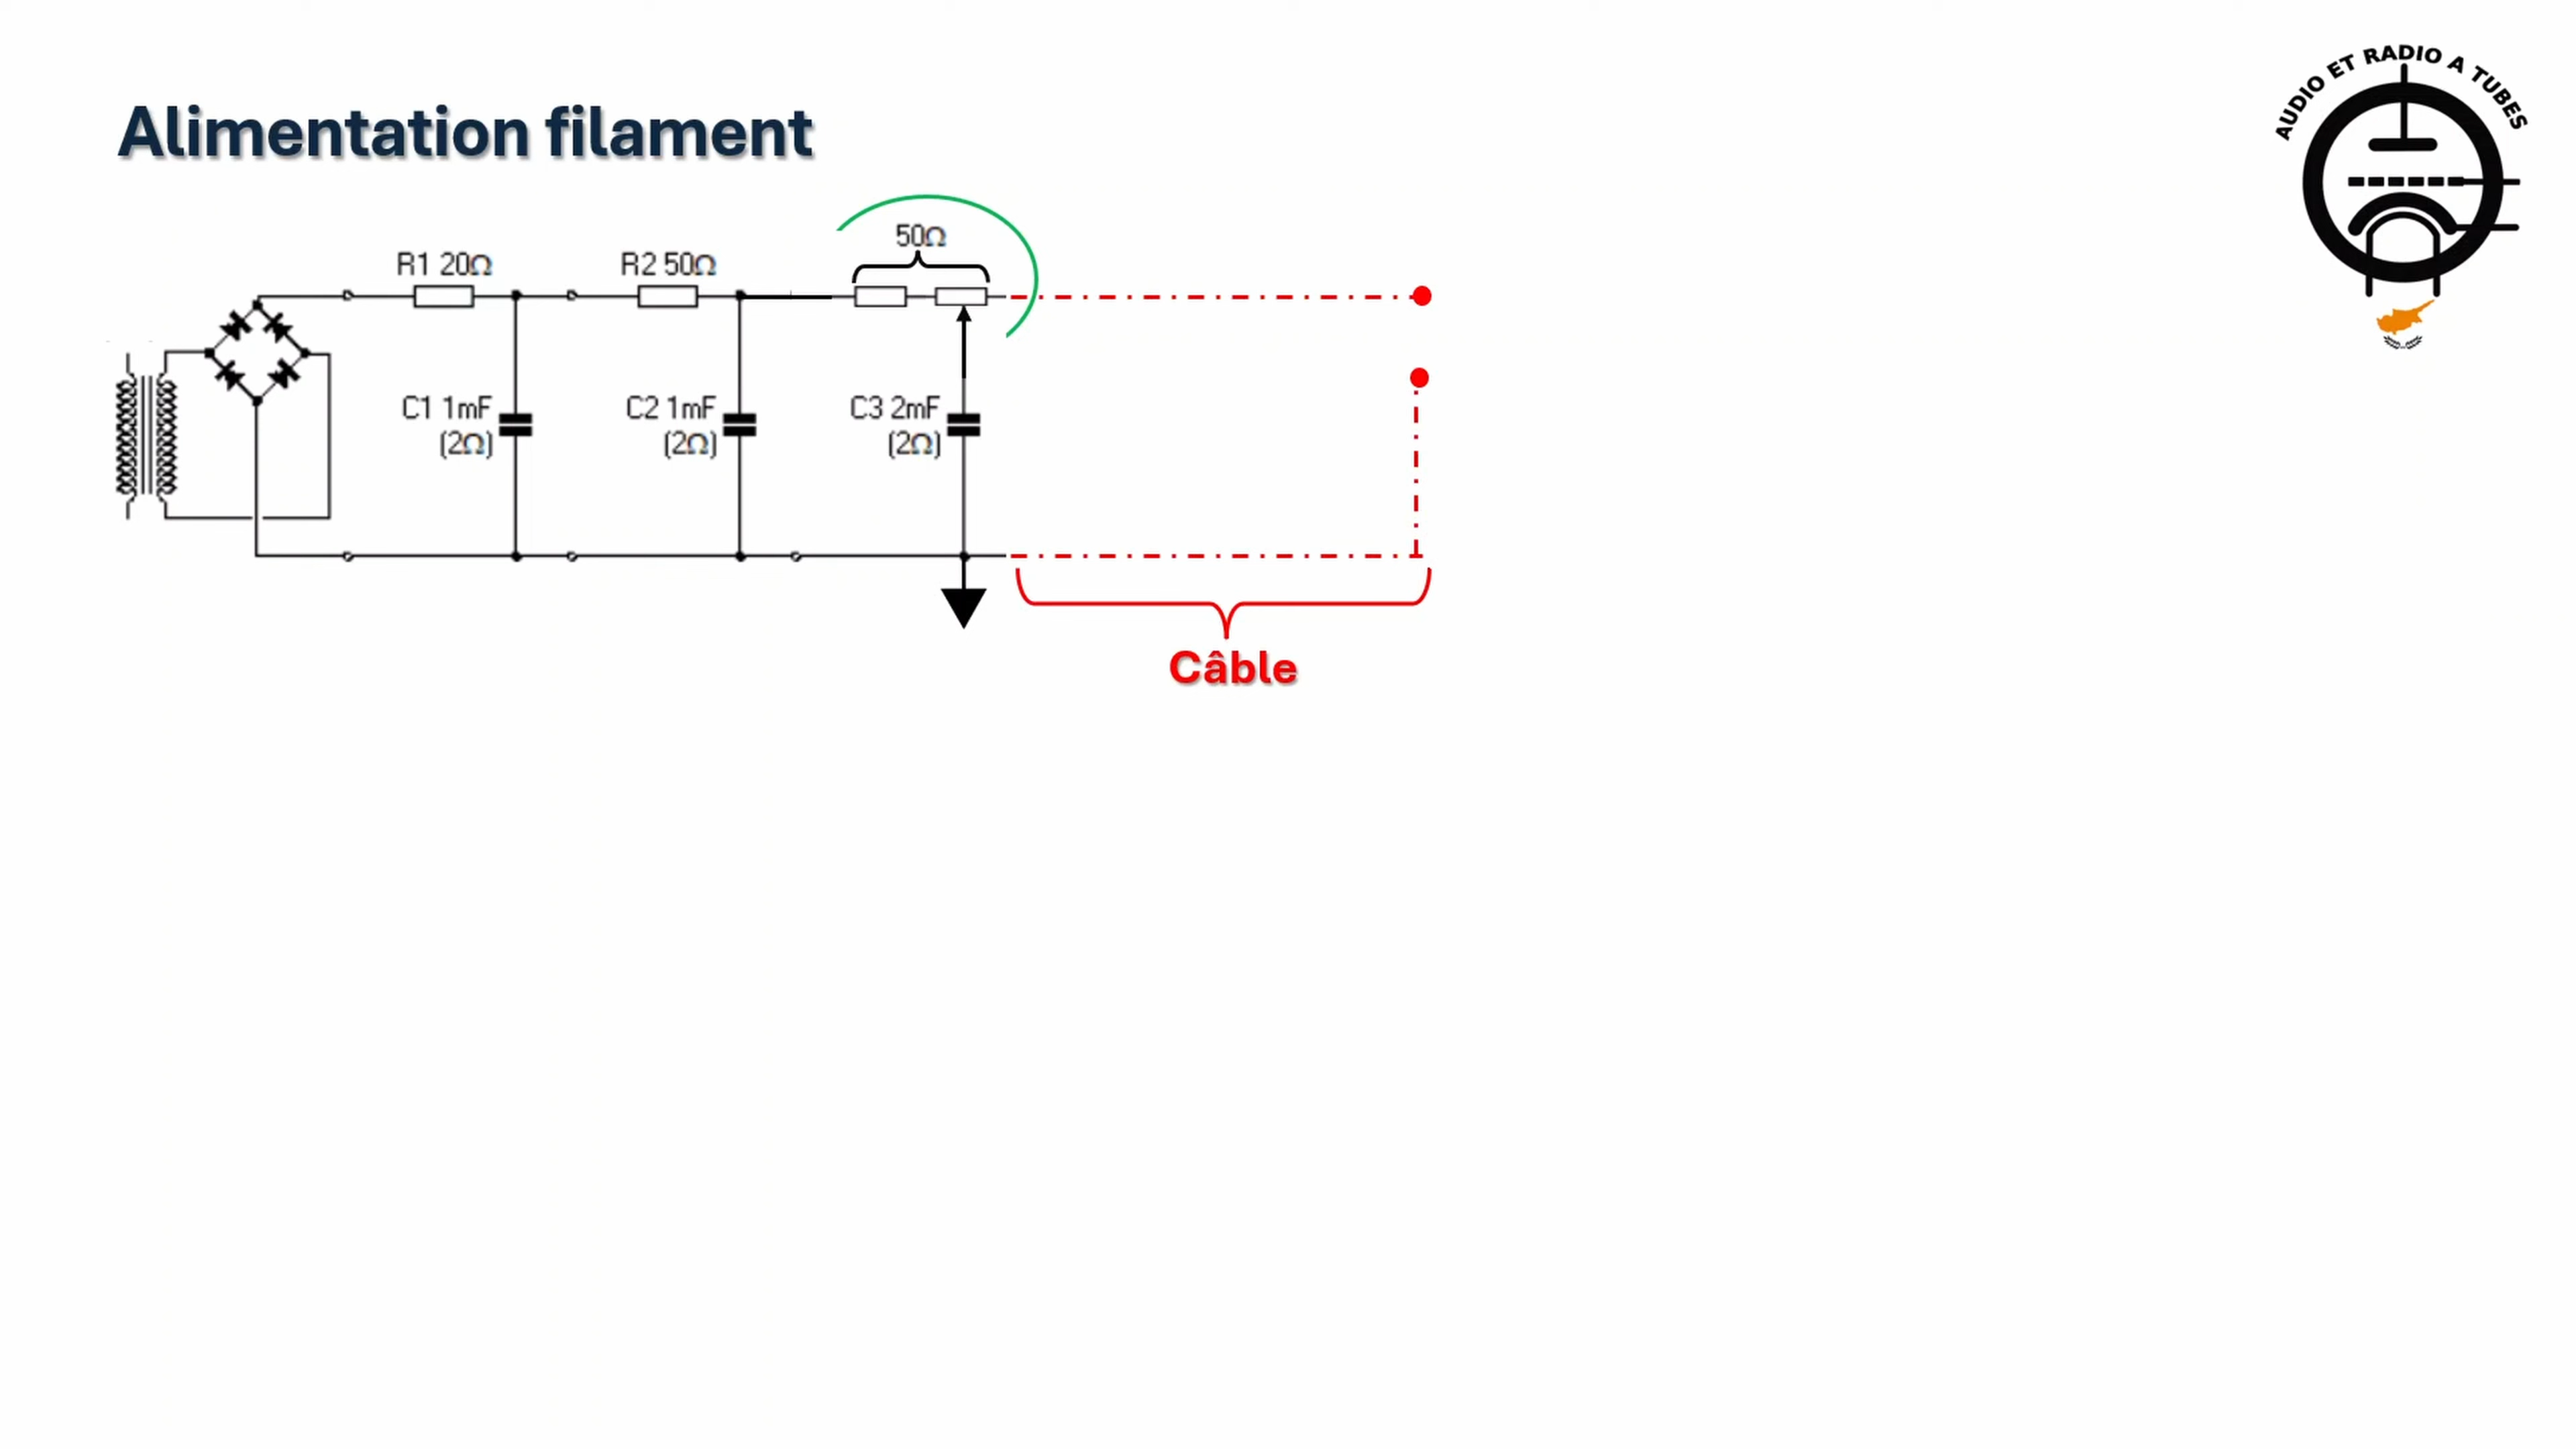 AUDIO ET RADIO A TUBES
Alimentation filament
50Ω
R1 20Ω
R2 50Ω
C1 1mF
(2Ω)
C2 1mF
(2Ω)
C3 2mF
(2Ω)
Câble